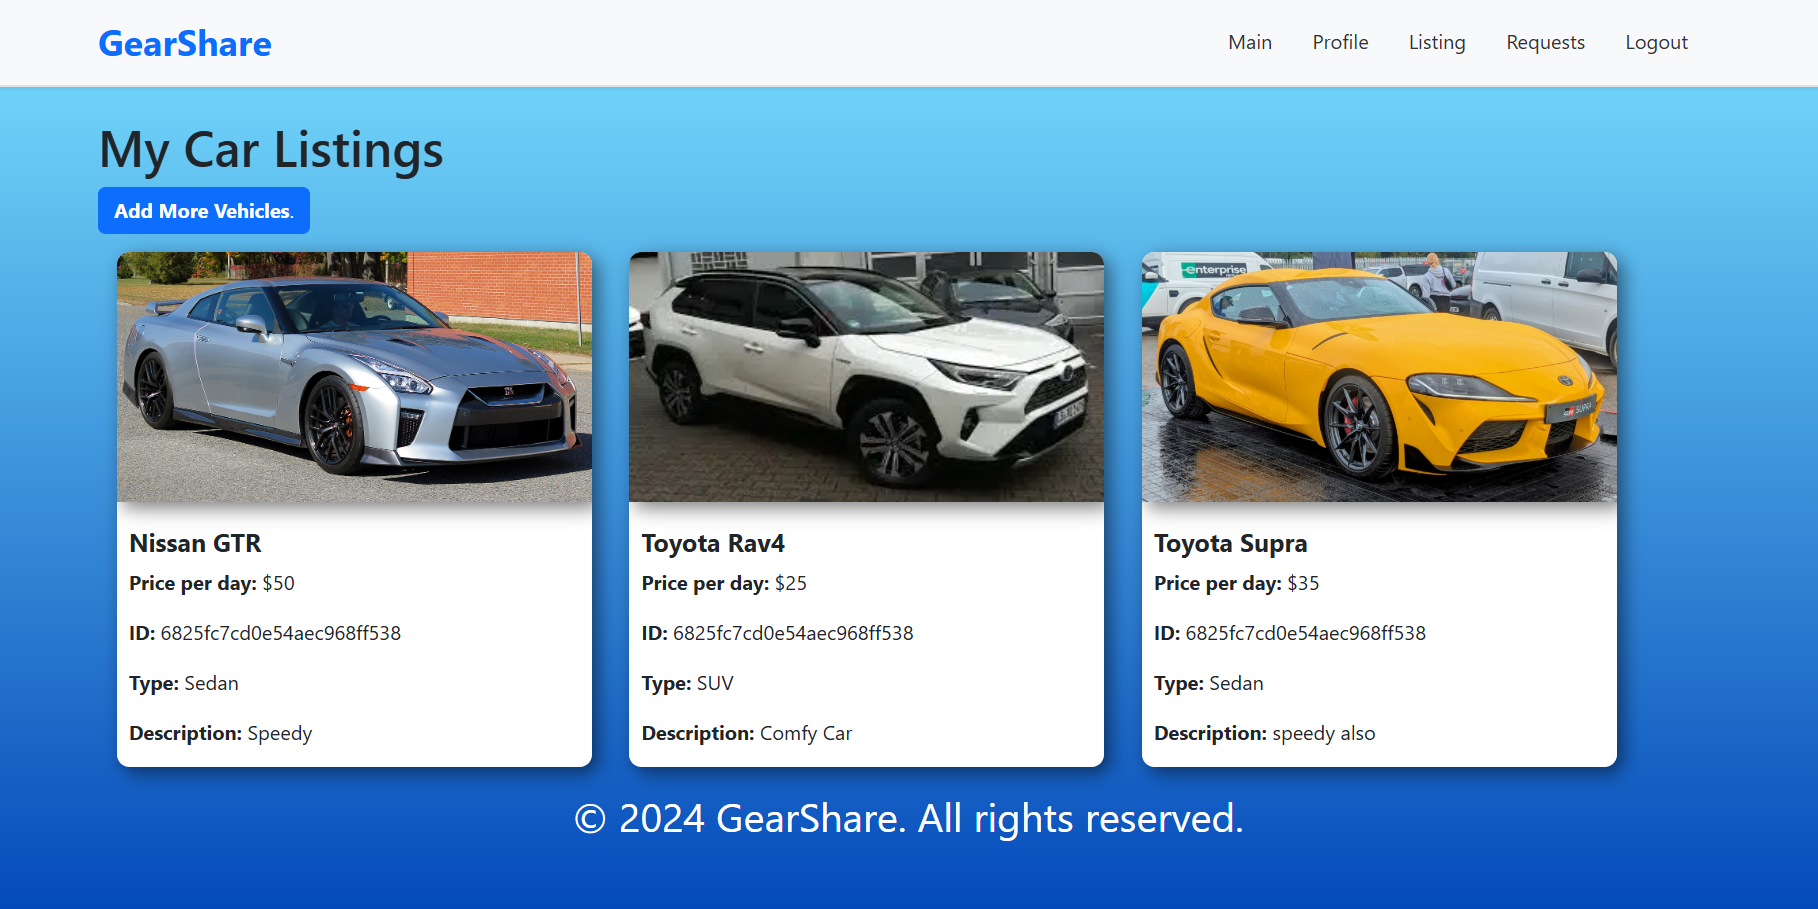 GearShare
Main Profile Listing Requests Logout
My Car Listings
Add More Vehicles.
enterprise
SUPRA
Nissan GTR
Price per day: $50
ID: 6825fc7cd0e54aec968ff538
Type: Sedan
Description: Speedy
Toyota Rav4
Price per day: $25
ID: 6825fc7cd0e54aec968ff538
Type: SUV
Description: Comfy Car
Toyota Supra
Price per day: $35
ID: 6825fc7cd0e54aec968ff538
Type: Sedan
Description: speedy also
© 2024 GearShare. All rights reserved.